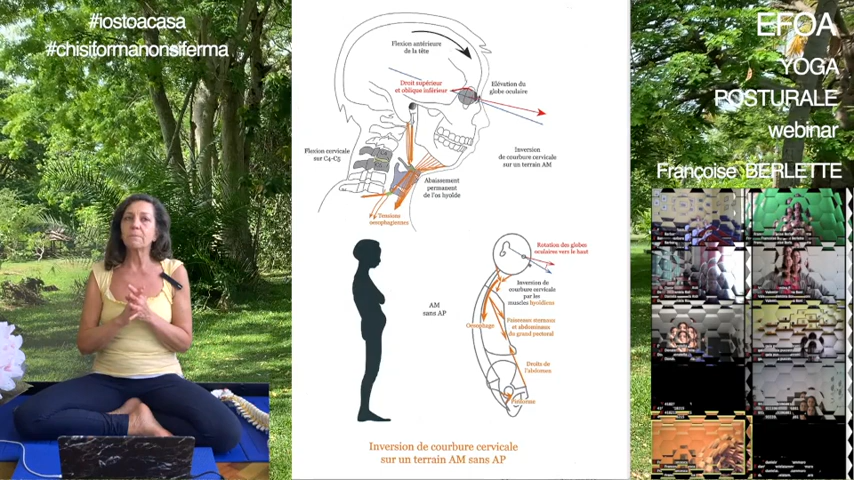 #iostoacasa
#chisiformanonsiferma
Flexion antérieure
de la tête
Droit supérieur
et oblique inférieur
Elévation du
globe oculaire
Flexion cervicale
sur C4-C5
Inversion
de courbure cervicale
sur un terrain AM
Abaissement
permanent
de l'os hyoïde
Tensions
oesophagiennes
AM
sans AP
Rotation des globes
oculaires vers le haut
Inversion de
courbure cervicale
par les
muscles hyoïdiens
Oesophage
Faisceaux sternaux
et abdominaux
du grand pectoral
Droits de
l'abdomen
Inversion de courbure cervicale
sur un terrain AM sans AP
EFOA
YOGA
POSTURALE
webinar
Françoise BERLETTE